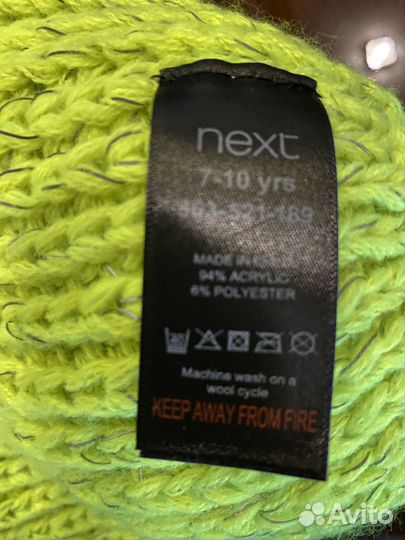 next
7-10 yrs
MADE IN
94% ACRYLIC
6% POLYESTER
Machine wash on a
wool cycle
KEEP AWAY FROM FIRE
Avito